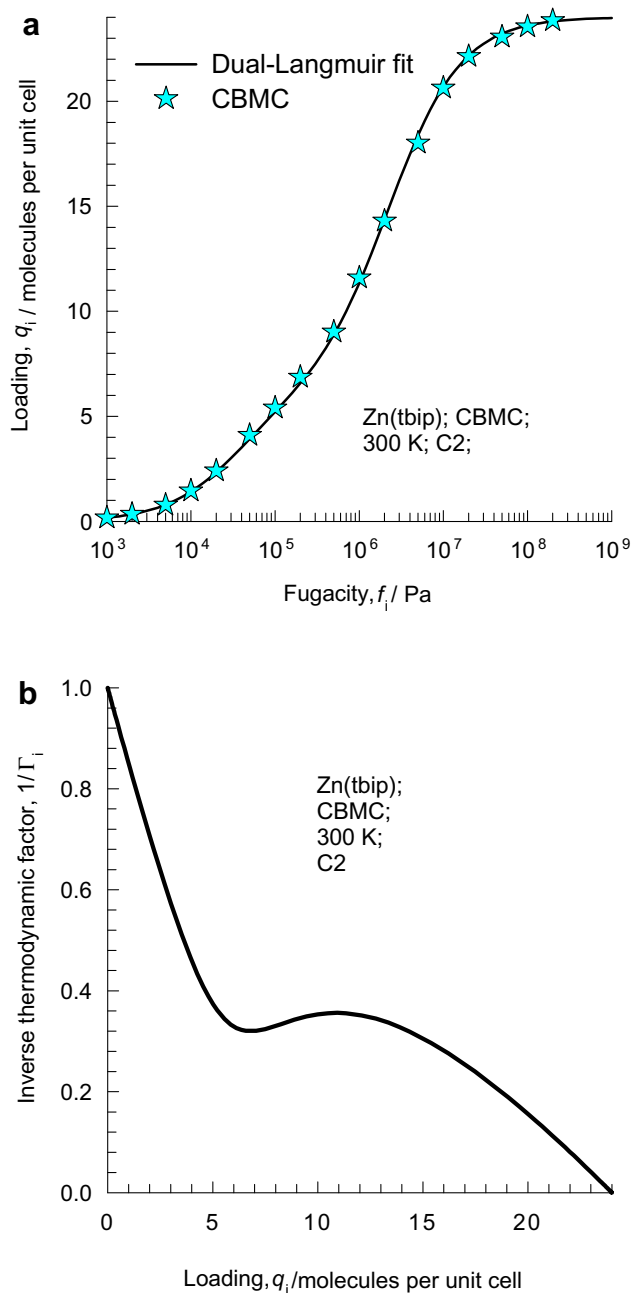 a
Dual-Langmuir fit
CBMC
Loading, qᵢ / molecules per unit cell
20
15
10
5
0
Zn(tbip); CBMC;
300 K; C2;
10³ 10⁴ 10⁵ 10⁶ 10⁷ 10⁸ 10⁹
Fugacity, fᵢ / Pa
b
Inverse thermodynamic factor, 1/Γᵢ
1.0
0.8
0.6
0.4
0.2
0.0
Zn(tbip);
CBMC;
300 K;
C2
0 5 10 15 20
Loading, qᵢ/molecules per unit cell